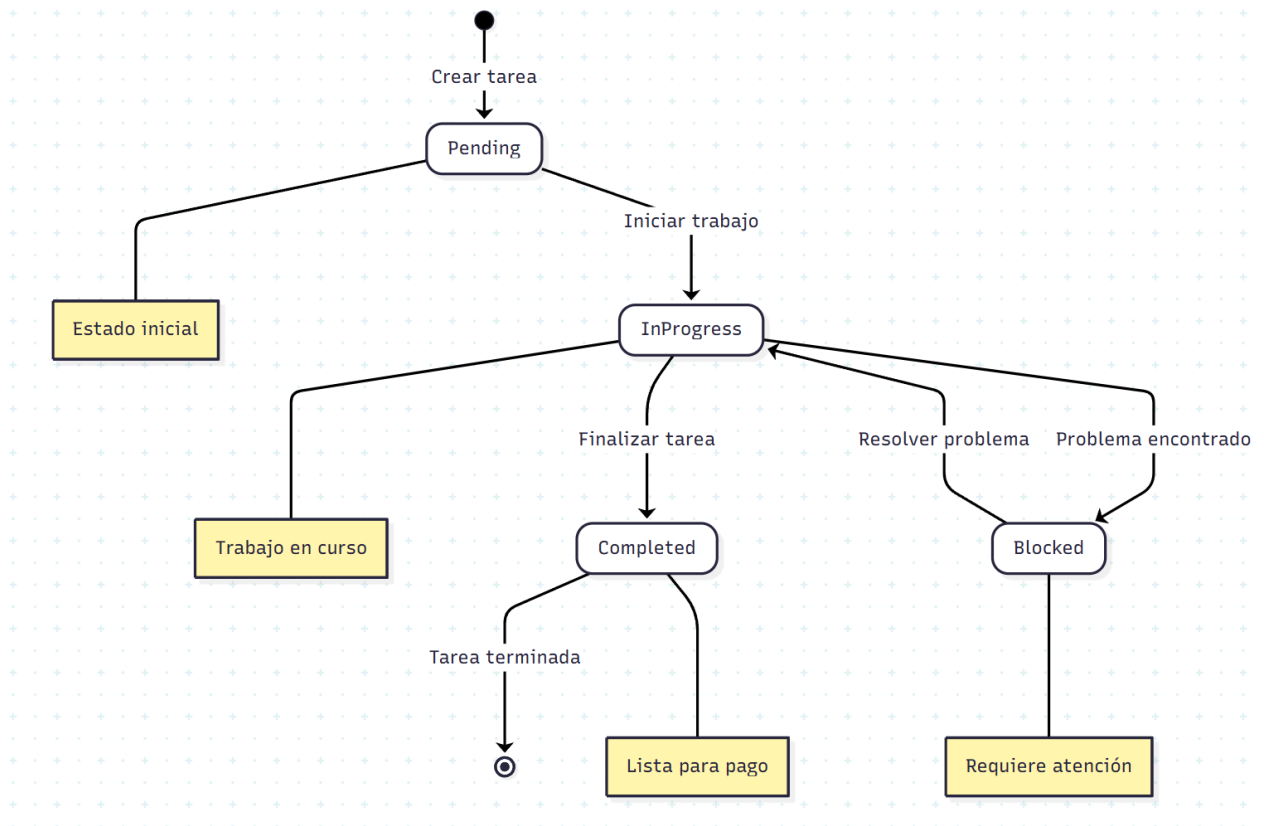 Crear tarea
Pending
Iniciar trabajo
Estado inicial
InProgress
Finalizar tarea
Resolver problema
Problema encontrado
Trabajo en curso
Completed
Blocked
Tarea terminada
Lista para pago
Requiere atención